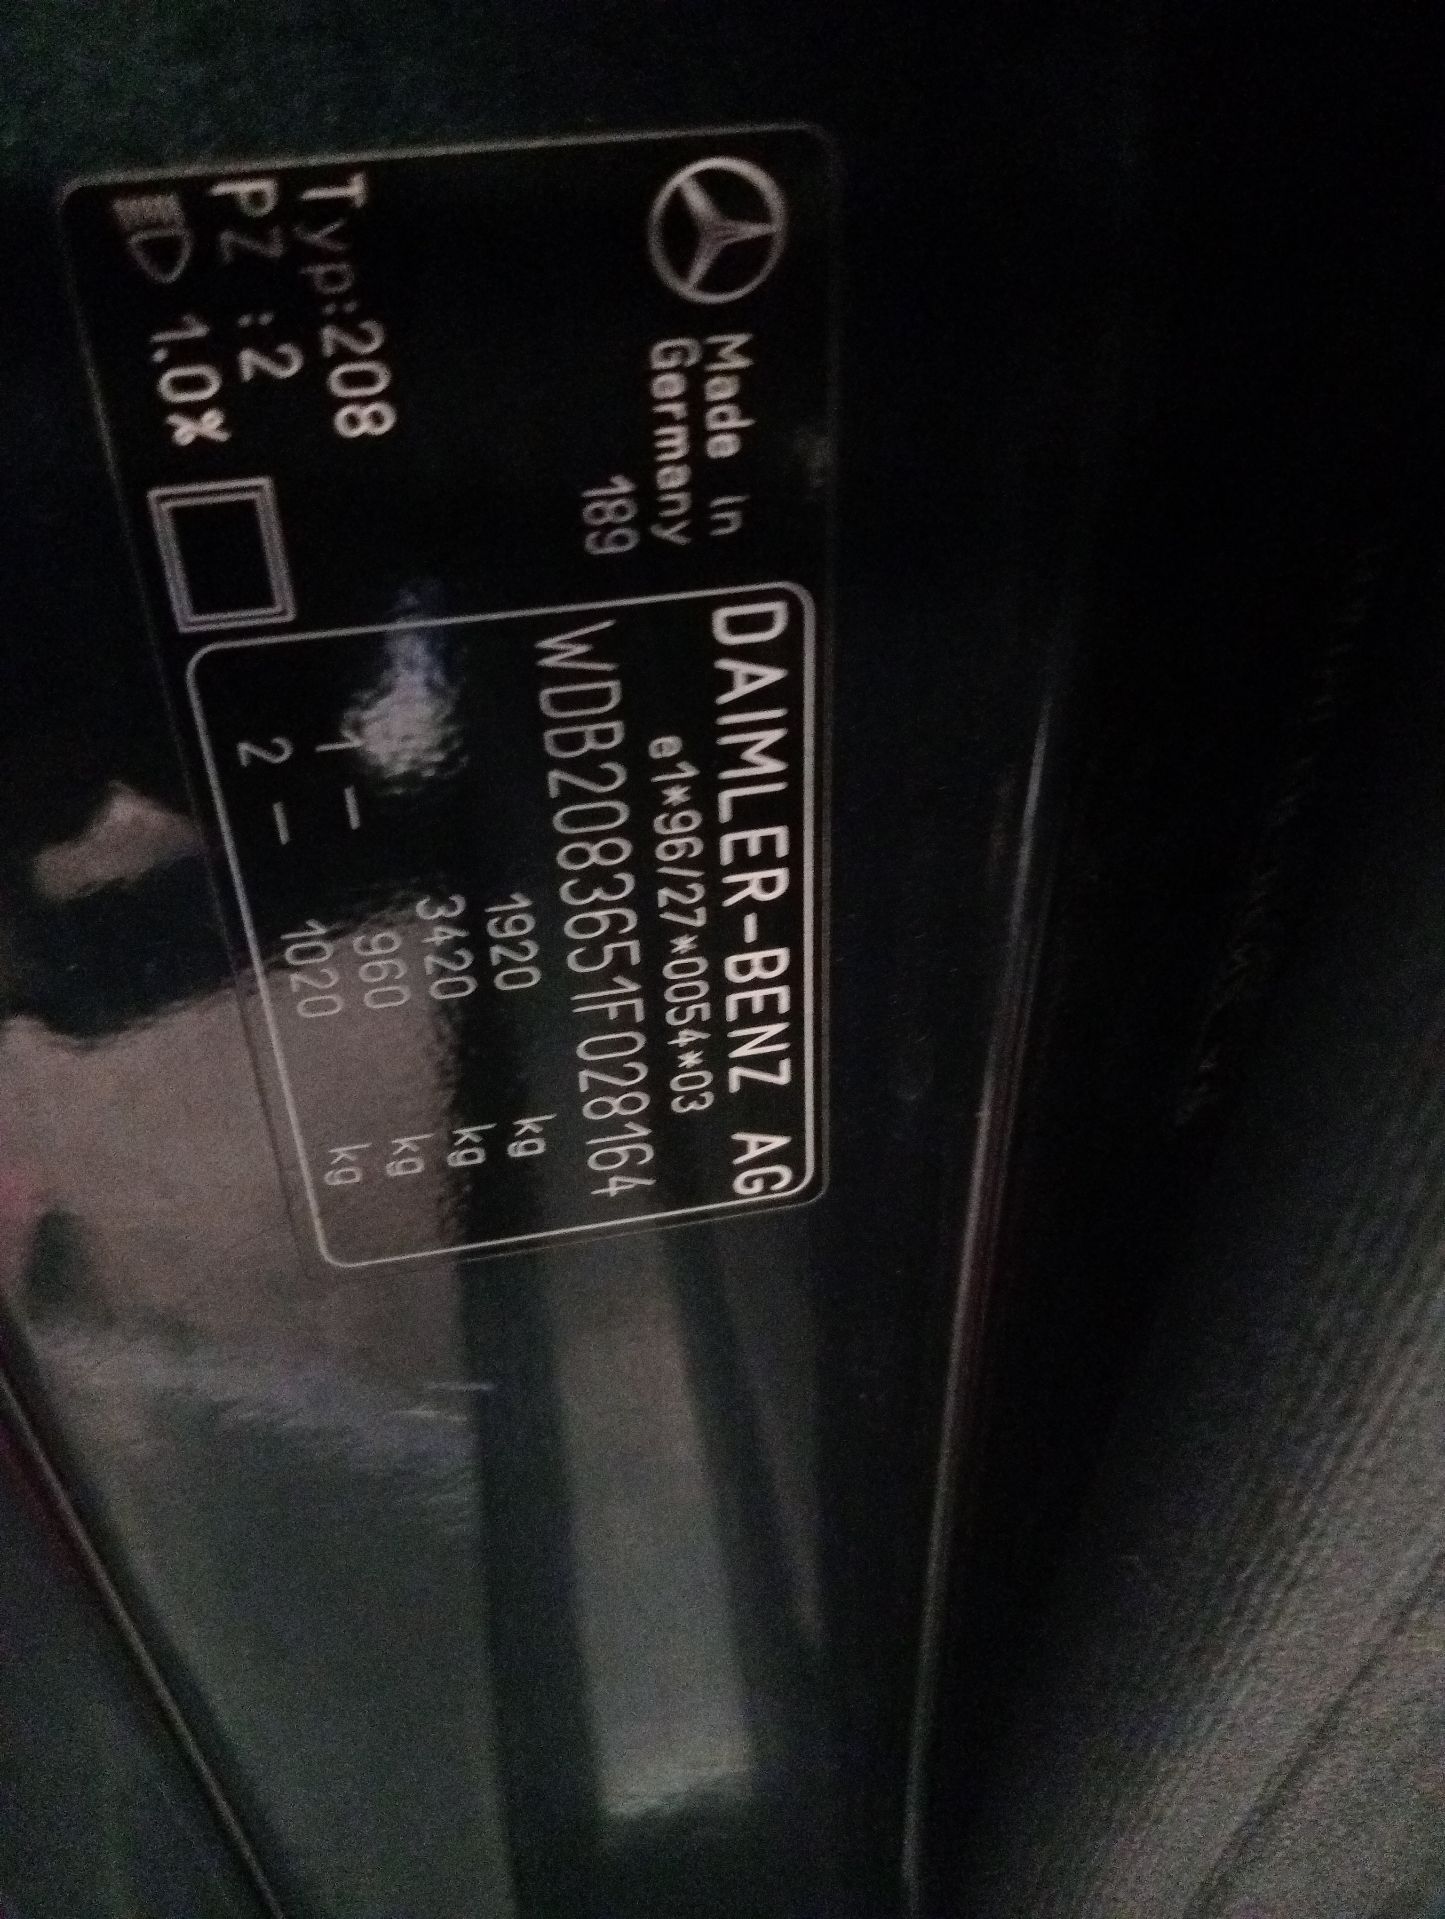 Made in
Germany
189
Typ:208
PZ :2
1.0%
DAIMLER-BENZ AG
e1*96/27*0054*03
WDB2083651F028164
1920 kg
3420 kg
1 — 960 kg
2 — 1020 kg